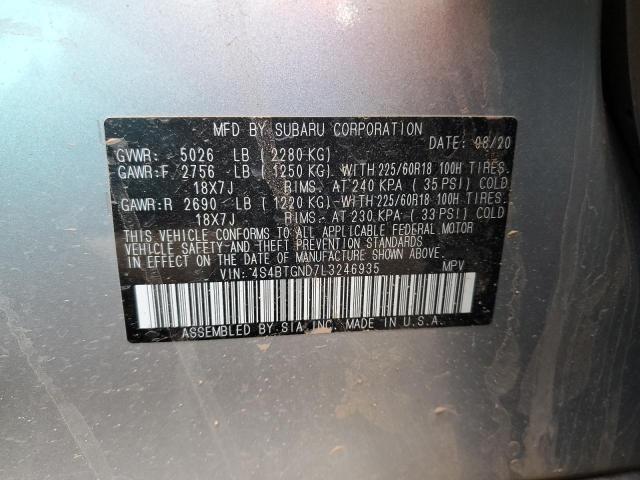 MFD BY SUBARU CORPORATION
DATE: 08/20
GVWR: 5026 LB (2280 KG)
GAWR:F 2756 LB (1250 KG)-WITH 225/60R18 100H TIRES.
18X7J RIMS. AT 240 KPA (35 PSI) COLD
GAWR:R 2690 LB (1220 KG)-WITH 225/60R18 100H TIRES.
18X7J RIMS. AT 230 KPA (33 PSI) COLD
THIS VEHICLE CONFORMS TO ALL APPLICABLE FEDERAL MOTOR
VEHICLE SAFETY-AND THEFT PREVENTION STANDARDS
IN EFFECT ON THE DATE OF MANUFACTURE SHOWN ABOVE.
VIN: 4S4BTGND7L3246935 MPV
ASSEMBLED BY SIA INC. MADE IN U.S.A.